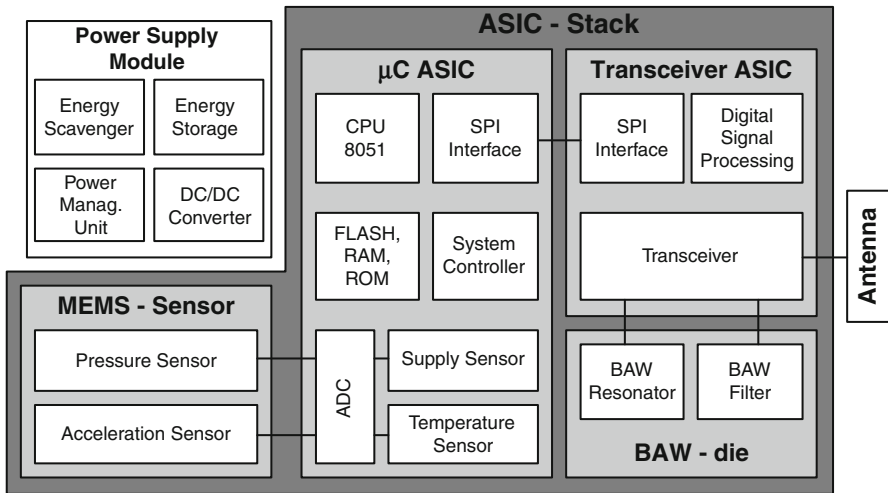 Power Supply
Module
Energy
Scavenger
Energy
Storage
Power
Manag.
Unit
DC/DC
Converter
ASIC - Stack
μC ASIC
CPU
8051
SPI
Interface
FLASH,
RAM,
ROM
System
Controller
ADC
Supply Sensor
Temperature
Sensor
Transceiver ASIC
SPI
Interface
Digital
Signal
Processing
Transceiver
Antenna
MEMS - Sensor
Pressure Sensor
Acceleration Sensor
BAW
Resonator
BAW
Filter
BAW - die